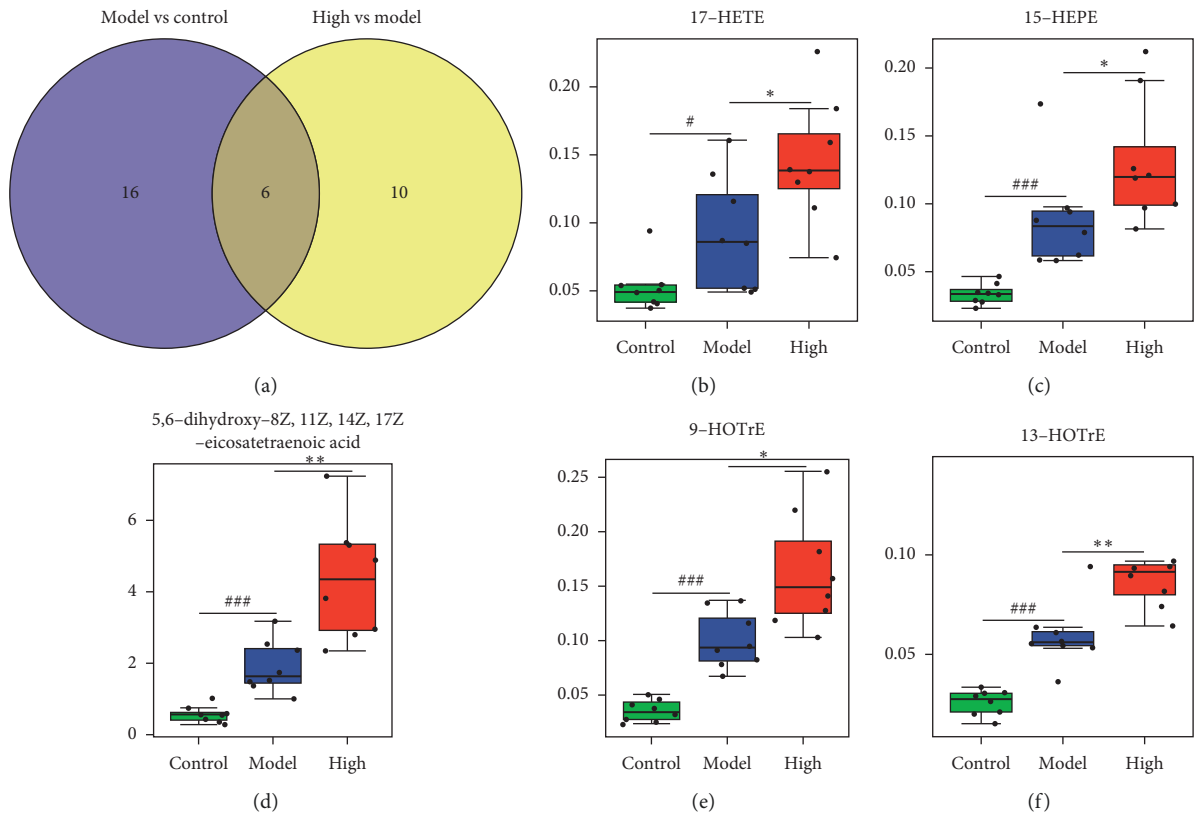 Model vs control
High vs model
16
6
10
(a)
17–HETE
0.20
0.15
0.10
0.05
#
*
Control
Model
High
(b)
15–HEPE
0.20
0.15
0.10
0.05
###
*
Control
Model
High
(c)
5,6–dihydroxy–8Z, 11Z, 14Z, 17Z
–eicosatetraenoic acid
6
4
2
0
###
**
Control
Model
High
(d)
9–HOTrE
0.25
0.20
0.15
0.10
0.05
###
*
Control
Model
High
(e)
13–HOTrE
0.10
0.05
###
**
Control
Model
High
(f)